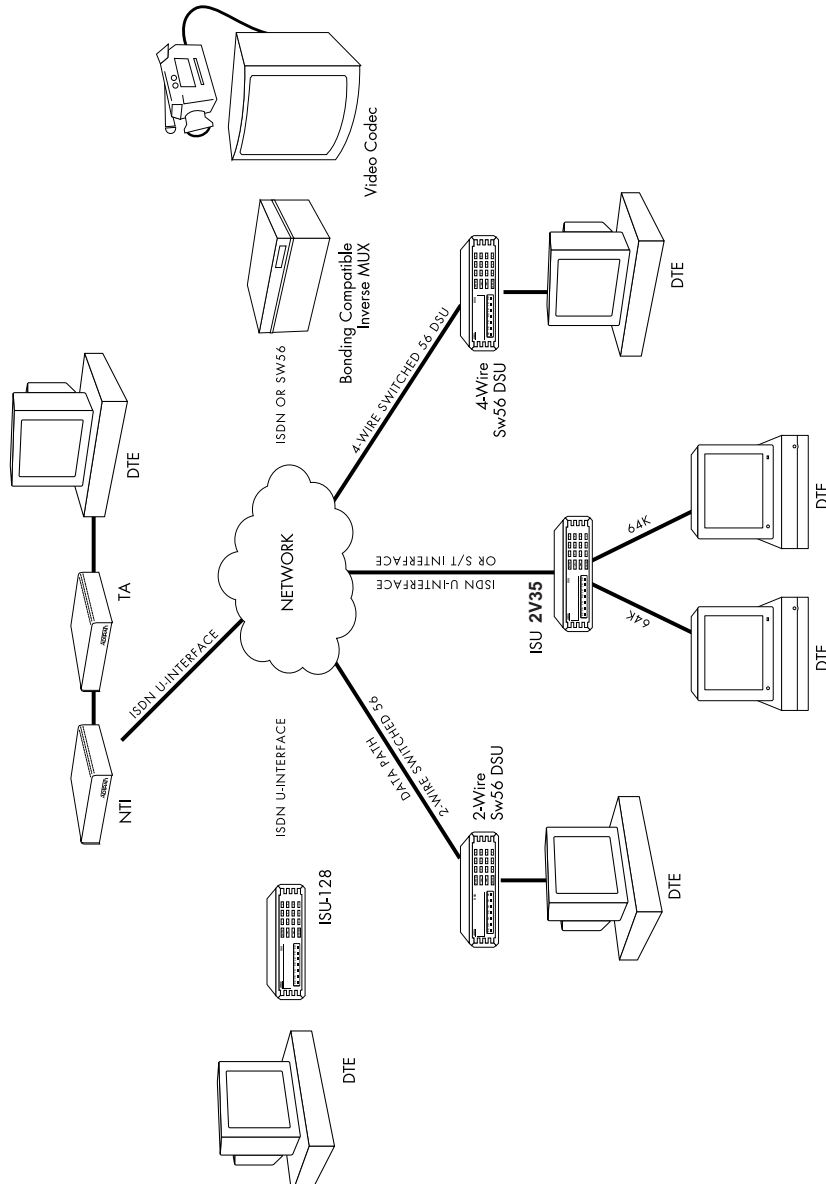 Video Codec
Bonding Compatible
Inverse MUX
ISDN OR SW56
DTE
TA
NTI
ISDN U-INTERFACE
NETWORK
4-WIRE SWITCHED 56 DSU
4-Wire
Sw56 DSU
DTE
ISDN U-INTERFACE
OR S/T INTERFACE
ISU 2V35
64K
64K
DTE
DTE
DATA PATH
2-WIRE SWITCHED 56
2-Wire
Sw56 DSU
DTE
ISDN U-INTERFACE
ISU-128
DTE